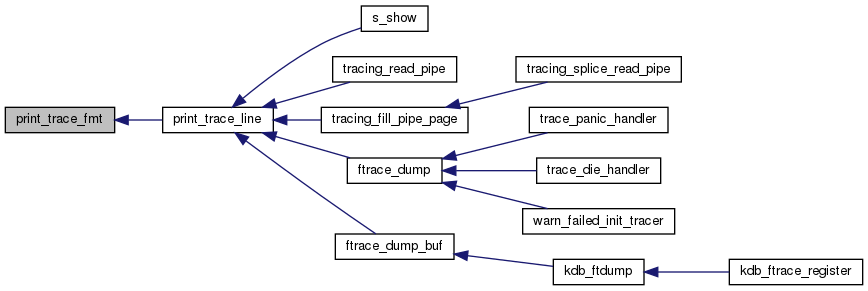 s_show
tracing_read_pipe
tracing_splice_read_pipe
print_trace_fmt
print_trace_line
tracing_fill_pipe_page
trace_panic_handler
ftrace_dump
trace_die_handler
warn_failed_init_tracer
ftrace_dump_buf
kdb_ftdump
kdb_ftrace_register